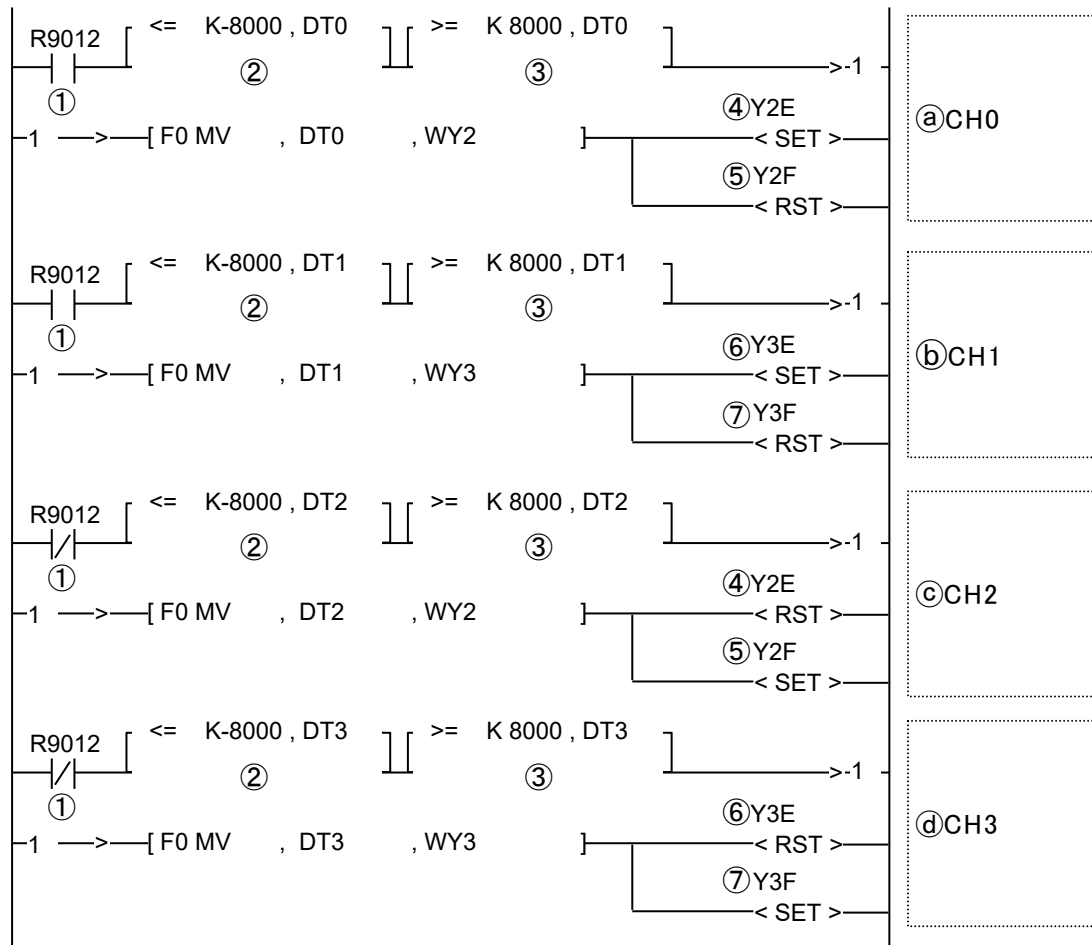 <= K-8000 , DT0 >= K 8000 , DT0
R9012
② ③ >-1
①
ⓐCH0
④Y2E
1 > [ F0 MV , DT0 , WY2 ] < SET >
⑤Y2F
< RST >
<= K-8000 , DT1 >= K 8000 , DT1
R9012
② ③ >-1
①
ⓑCH1
⑥Y3E
1 > [ F0 MV , DT1 , WY3 ] < SET >
⑦Y3F
< RST >
<= K-8000 , DT2 >= K 8000 , DT2
R9012
② ③ >-1
①
ⓒCH2
④Y2E
1 > [ F0 MV , DT2 , WY2 ] < RST >
⑤Y2F
< SET >
<= K-8000 , DT3 >= K 8000 , DT3
R9012
② ③ >-1
①
ⓓCH3
⑥Y3E
1 > [ F0 MV , DT3 , WY3 ] < RST >
⑦Y3F
< SET >